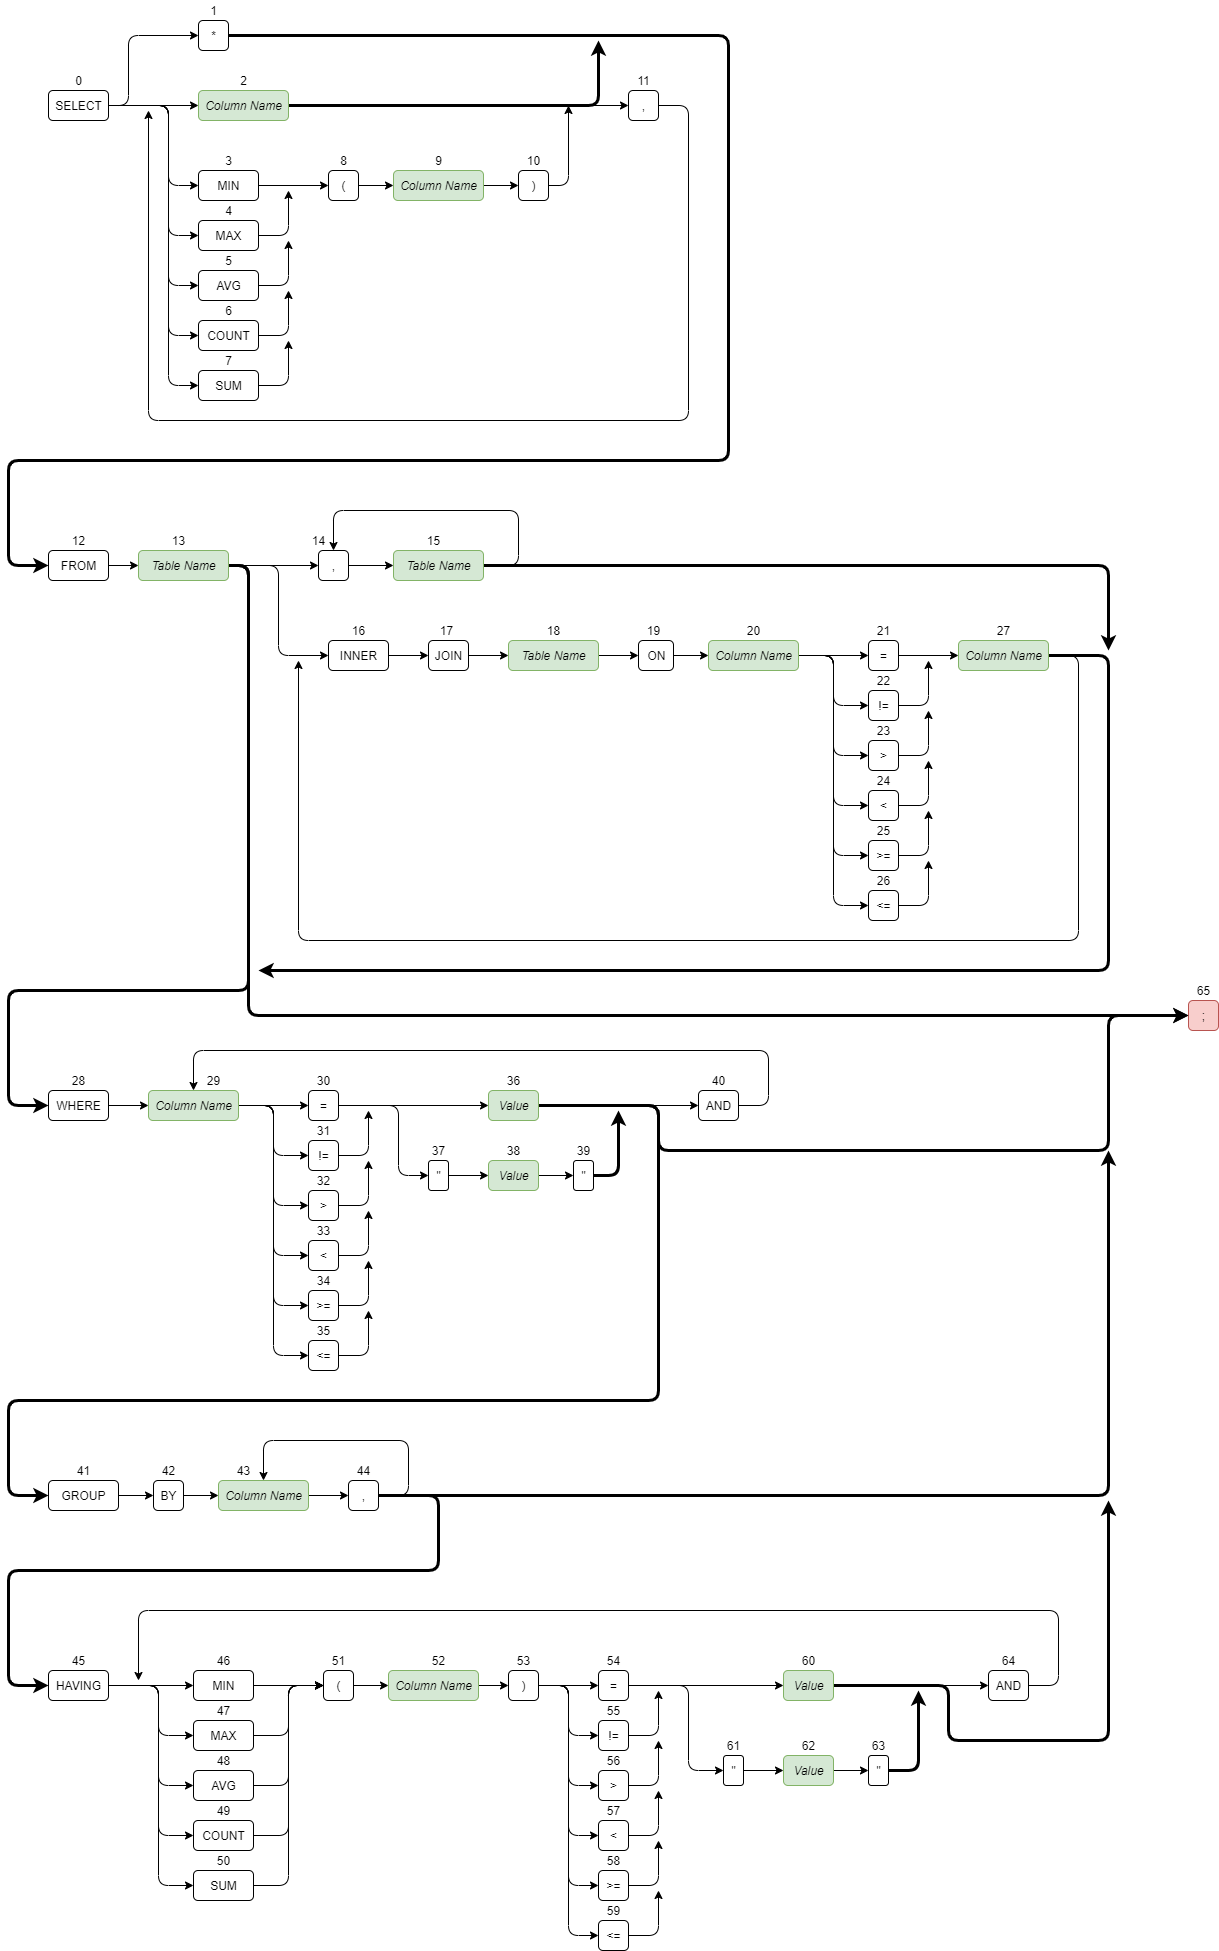 1
*
0
SELECT
2
Column Name
11
,
3
MIN
8
(
9
Column Name
10
)
4
MAX
5
AVG
6
COUNT
7
SUM
12
FROM
13
Table Name
14
,
15
Table Name
16
INNER
17
JOIN
18
Table Name
19
ON
20
Column Name
21
=
27
Column Name
22
!=
23
>
24
<
25
>=
26
<=
65
;
28
WHERE
29
Column Name
30
=
36
Value
40
AND
31
!=
37
"
38
Value
39
"
32
>
33
<
34
>=
35
<=
41
GROUP
42
BY
43
Column Name
44
,
45
HAVING
46
MIN
51
(
52
Column Name
53
)
54
=
60
Value
64
AND
47
MAX
55
!=
61
"
62
Value
63
"
48
AVG
56
>
49
COUNT
57
<
50
SUM
58
>=
59
<=